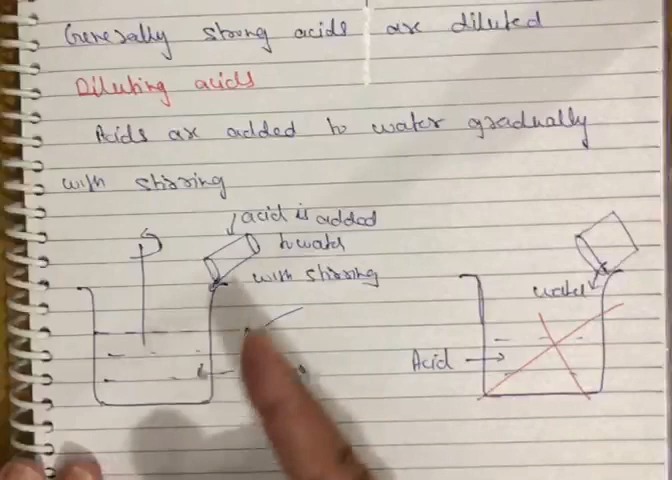 Generally strong acids are diluted
Diluting acids
Acids are added to water gradually
with stirring
acid is added
to water
with stirring
water
Acid